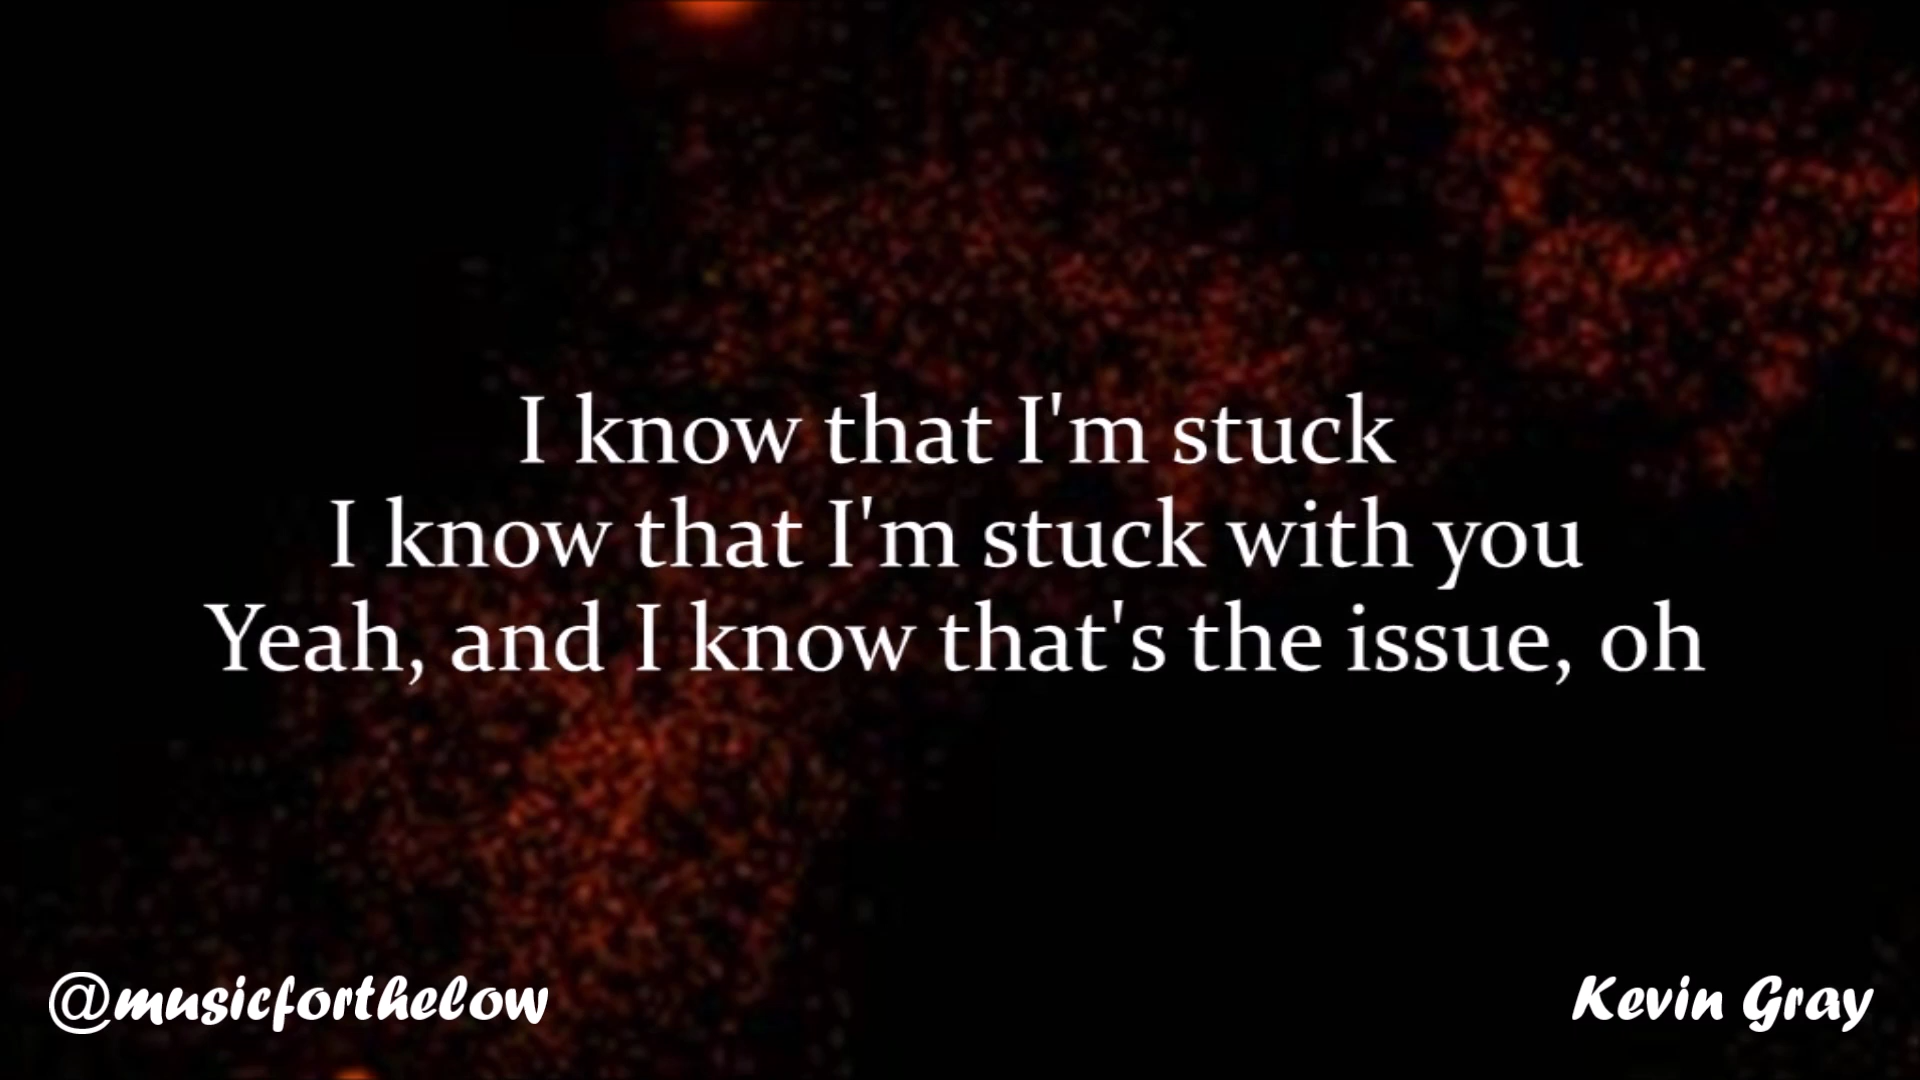 I know that I'm stuck
I know that I'm stuck with you
Yeah, and I know that's the issue, oh
@musicforthelow
Kevin Gray